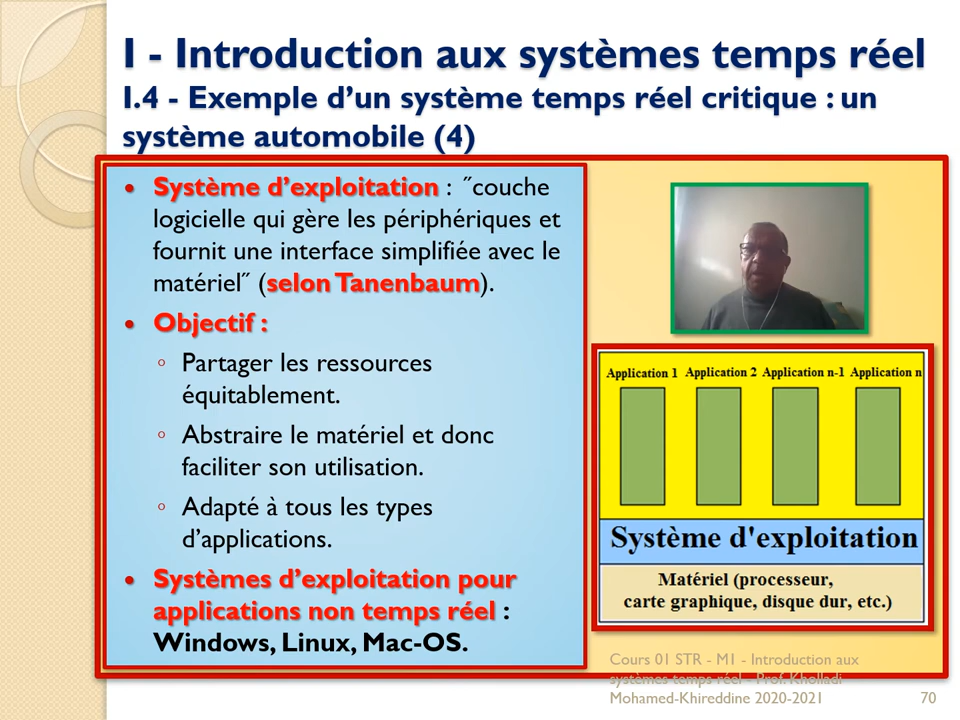 I - Introduction aux systèmes temps réel
I.4 - Exemple d’un système temps réel critique : un
système automobile (4)
• Système d’exploitation : ˝couche
logicielle qui gère les périphériques et
fournit une interface simplifiée avec le
matériel˝ (selon Tanenbaum).
• Objectif :
◦ Partager les ressources
équitablement.
◦ Abstraire le matériel et donc
faciliter son utilisation.
◦ Adapté à tous les types
d’applications.
• Systèmes d’exploitation pour
applications non temps réel :
Windows, Linux, Mac-OS.
Application 1 Application 2 Application n-1 Application n
Système d'exploitation
Matériel (processeur,
carte graphique, disque dur, etc.)
Cours 01 STR - M1 - Introduction aux
systèmes temps réel - Prof. Kholladi
Mohamed-Khireddine 2020-2021
70